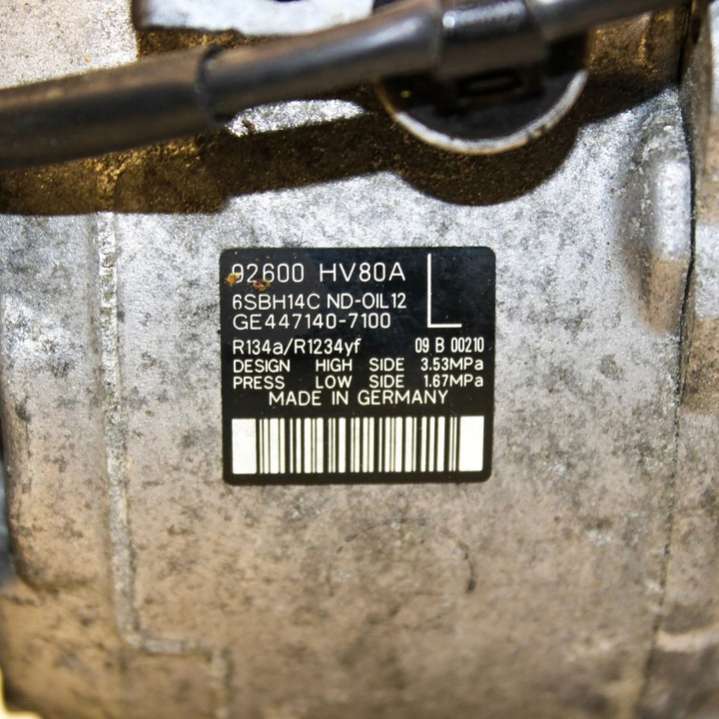 92600 HV80A L
6SBH14C ND-OIL12
GE447140-7100
R134a/R1234yf 09 B 00210
DESIGN HIGH SIDE 3.53MPa
PRESS LOW SIDE 1.67MPa
MADE IN GERMANY